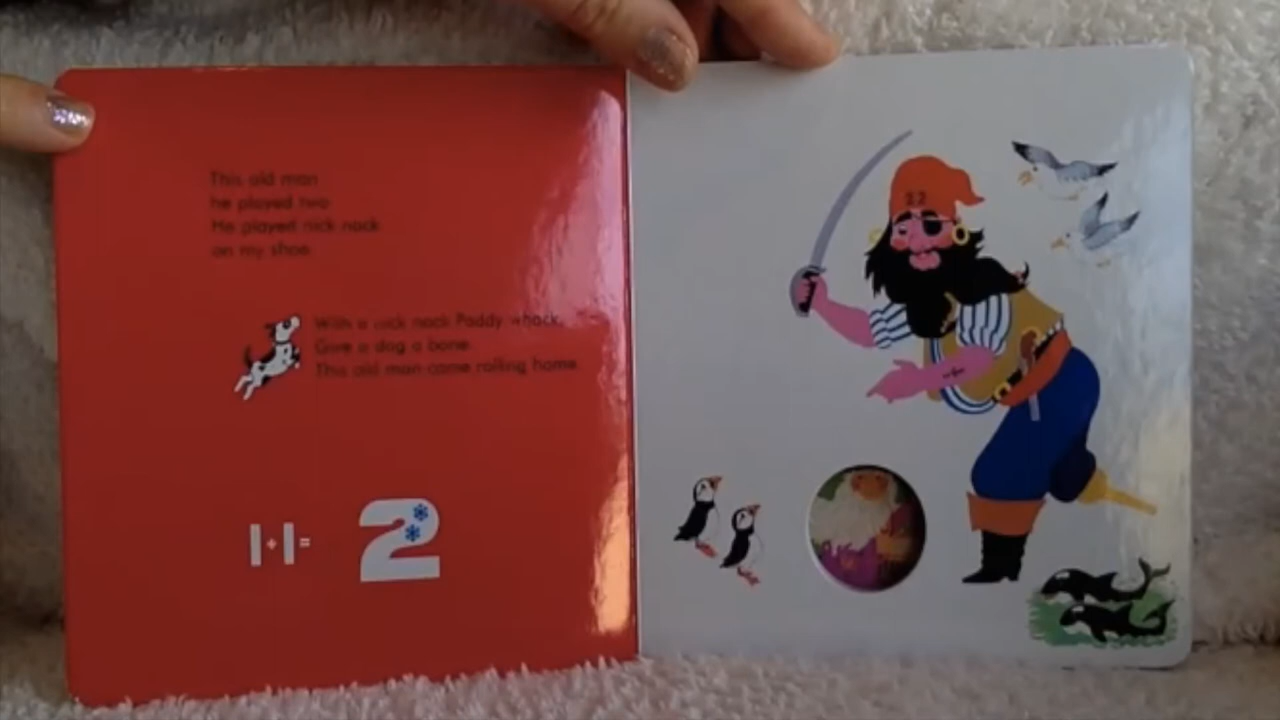 This old man
he played two
He played nick nack
on my shoe
With a nick nack Paddy whack,
Give a dog a bone
This old man came rolling home
1+1=
2
22